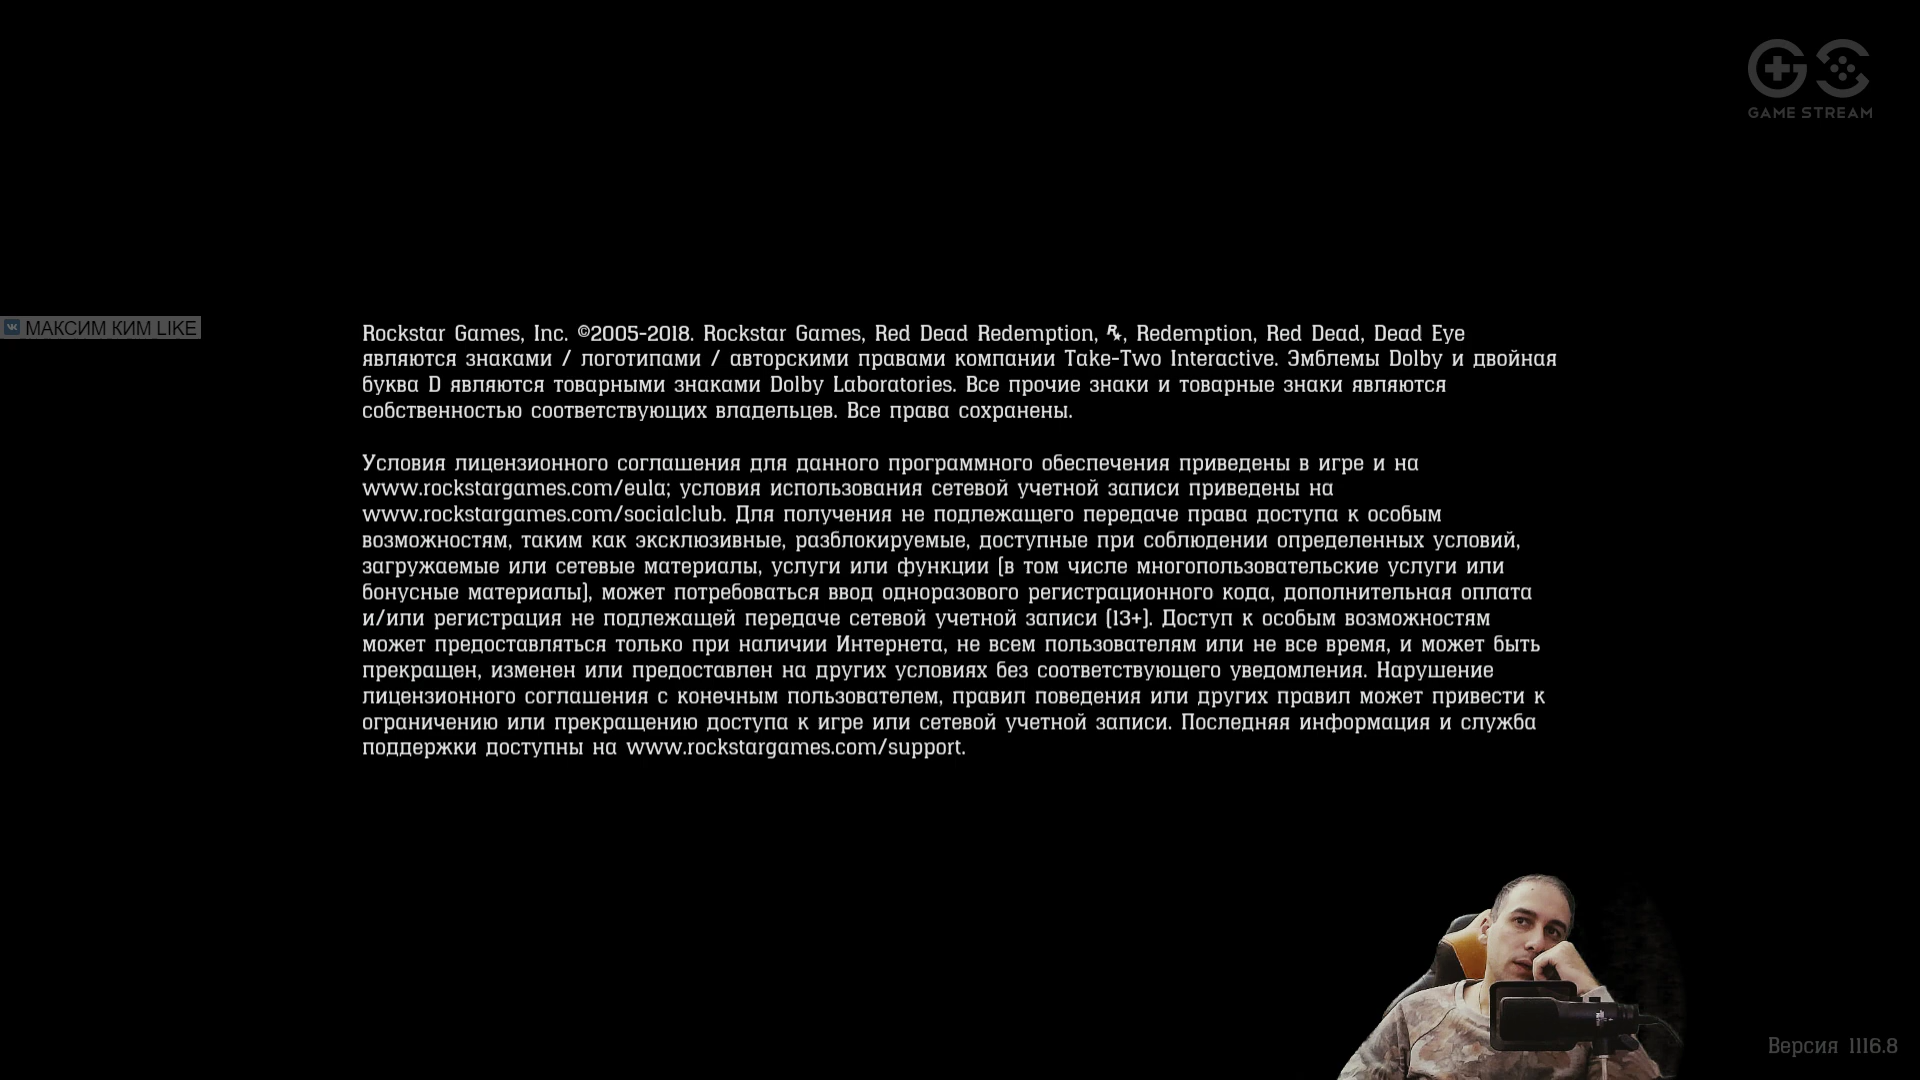 GAME STREAM
МАКСИМ КИМ LIKE
Rockstar Games, Inc. ©2005-2018. Rockstar Games, Red Dead Redemption, R★, Redemption, Red Dead, Dead Eye
являются знаками / логотипами / авторскими правами компании Take-Two Interactive. Эмблемы Dolby и двойная
буква D являются товарными знаками Dolby Laboratories. Все прочие знаки и товарные знаки являются
собственностью соответствующих владельцев. Все права сохранены.
Условия лицензионного соглашения для данного программного обеспечения приведены в игре и на
www.rockstargames.com/eula; условия использования сетевой учетной записи приведены на
www.rockstargames.com/socialclub. Для получения не подлежащего передаче права доступа к особым
возможностям, таким как эксклюзивные, разблокируемые, доступные при соблюдении определенных условий,
загружаемые или сетевые материалы, услуги или функции (в том числе многопользовательские услуги или
бонусные материалы), может потребоваться ввод одноразового регистрационного кода, дополнительная оплата
и/или регистрация не подлежащей передаче сетевой учетной записи (13+). Доступ к особым возможностям
может предоставляться только при наличии Интернета, не всем пользователям или не все время, и может быть
прекращен, изменен или предоставлен на других условиях без соответствующего уведомления. Нарушение
лицензионного соглашения с конечным пользователем, правил поведения или других правил может привести к
ограничению или прекращению доступа к игре или сетевой учетной записи. Последняя информация и служба
поддержки доступны на www.rockstargames.com/support.
Версия 1116.8